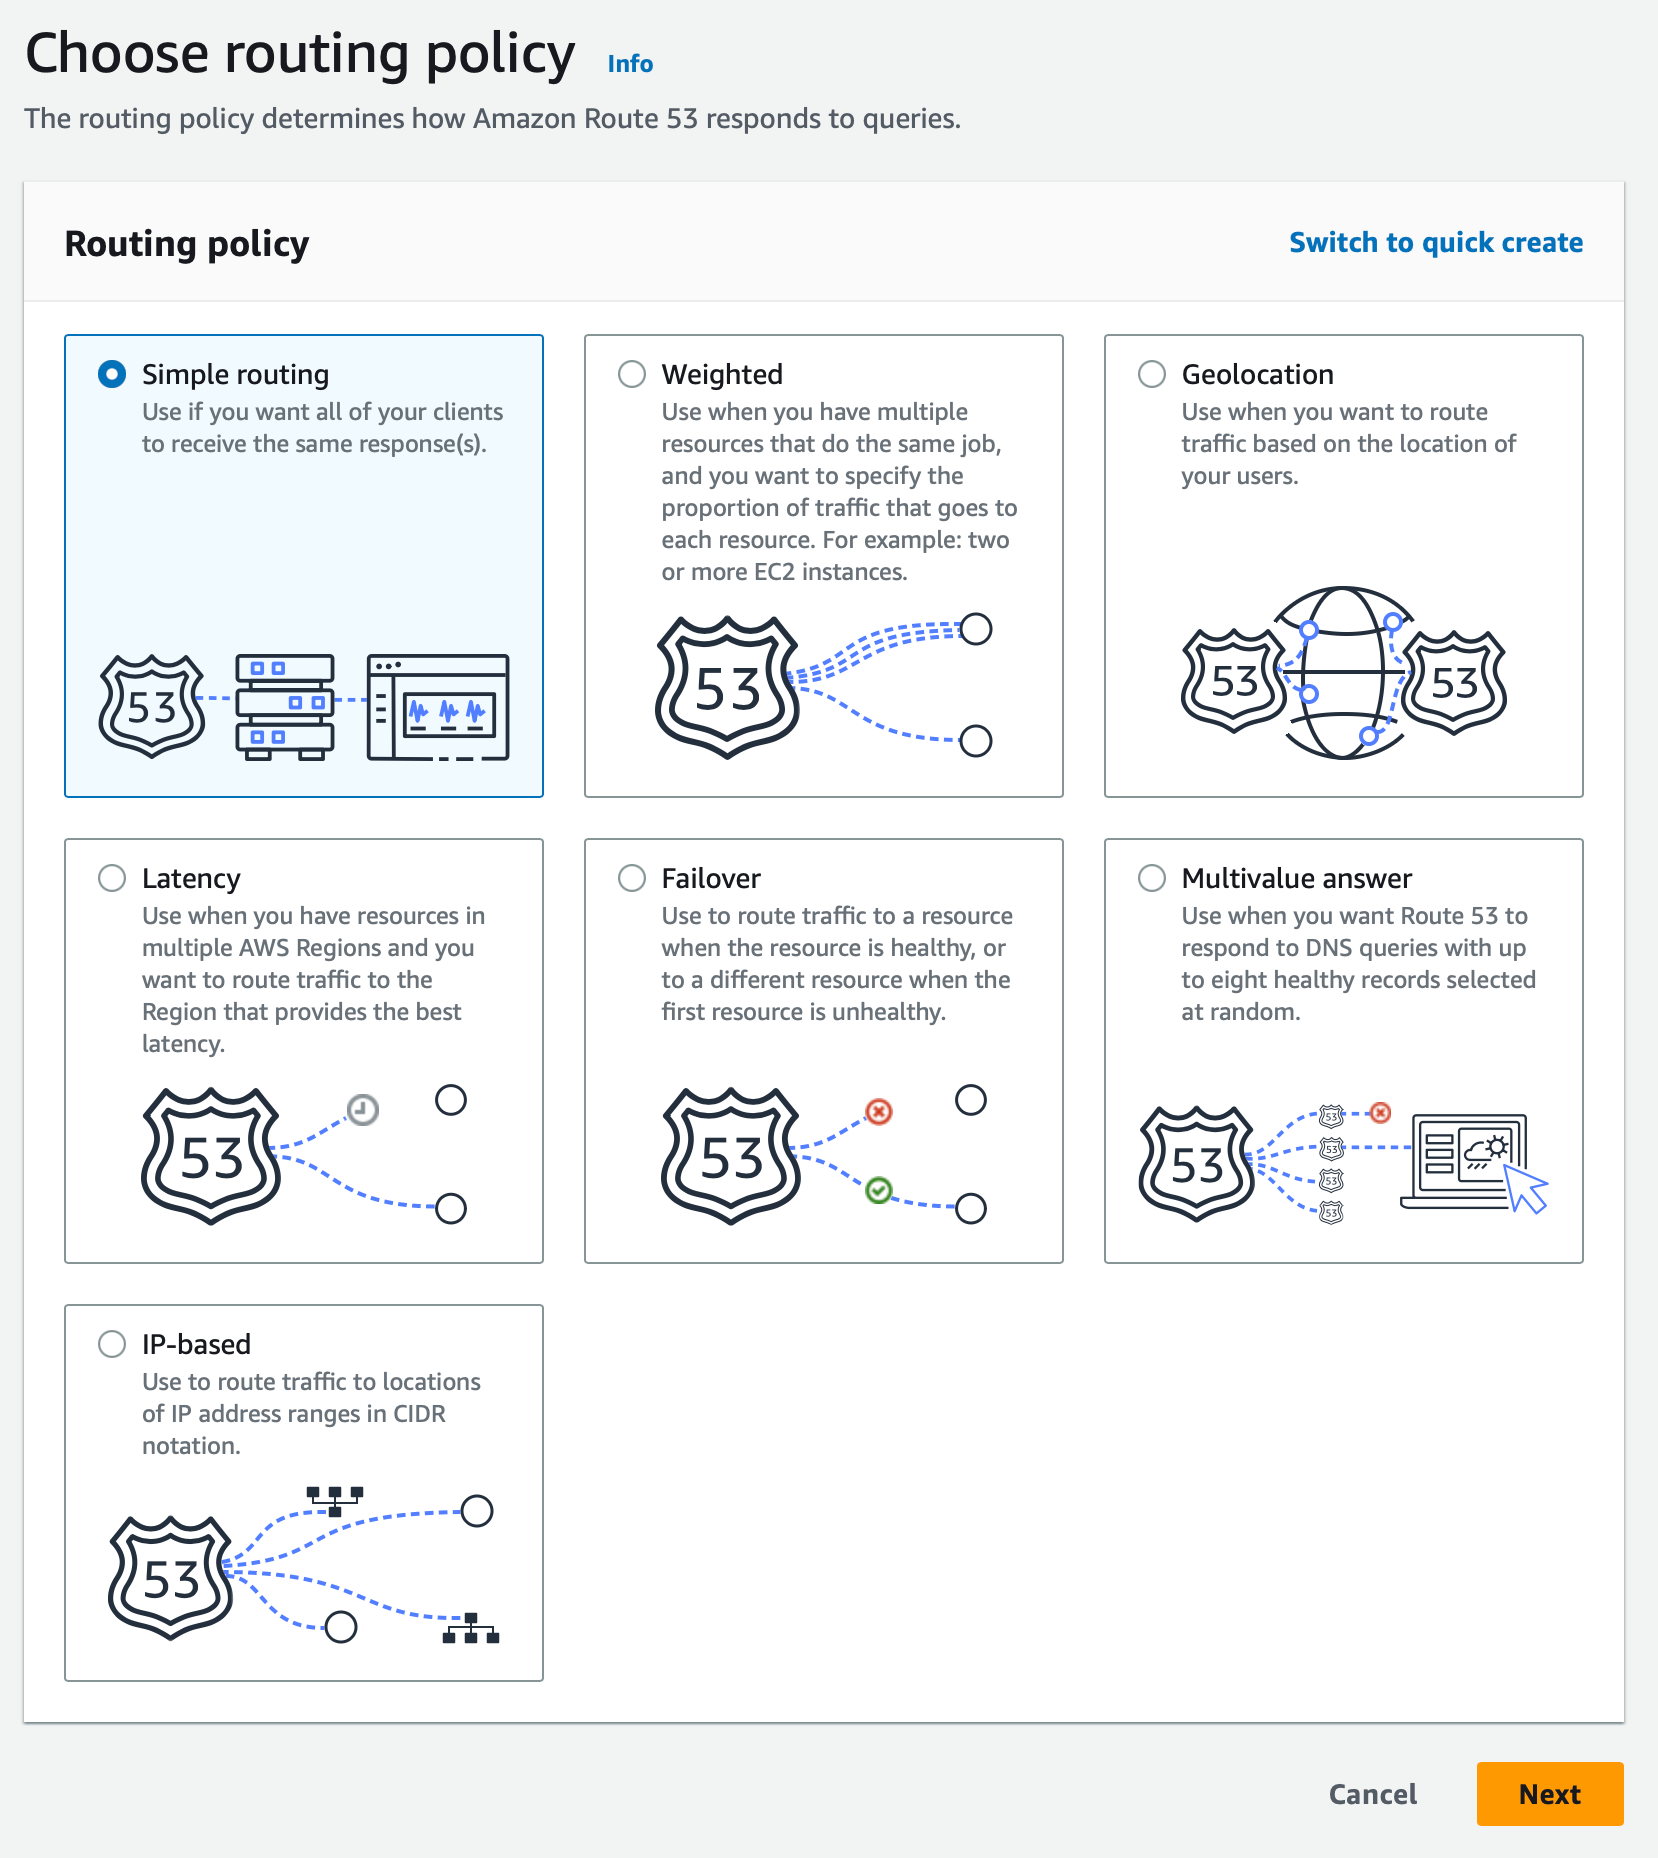 Choose routing policy Info
The routing policy determines how Amazon Route 53 responds to queries.
Routing policy
Switch to quick create
Simple routing
Use if you want all of your clients
to receive the same response(s).
53
Weighted
Use when you have multiple
resources that do the same job,
and you want to specify the
proportion of traffic that goes to
each resource. For example: two
or more EC2 instances.
53
Geolocation
Use when you want to route
traffic based on the location of
your users.
53
53
Latency
Use when you have resources in
multiple AWS Regions and you
want to route traffic to the
Region that provides the best
latency.
53
Failover
Use to route traffic to a resource
when the resource is healthy, or
to a different resource when the
first resource is unhealthy.
53
Multivalue answer
Use when you want Route 53 to
respond to DNS queries with up
to eight healthy records selected
at random.
53
53
53
53
53
IP-based
Use to route traffic to locations
of IP address ranges in CIDR
notation.
53
Cancel
Next